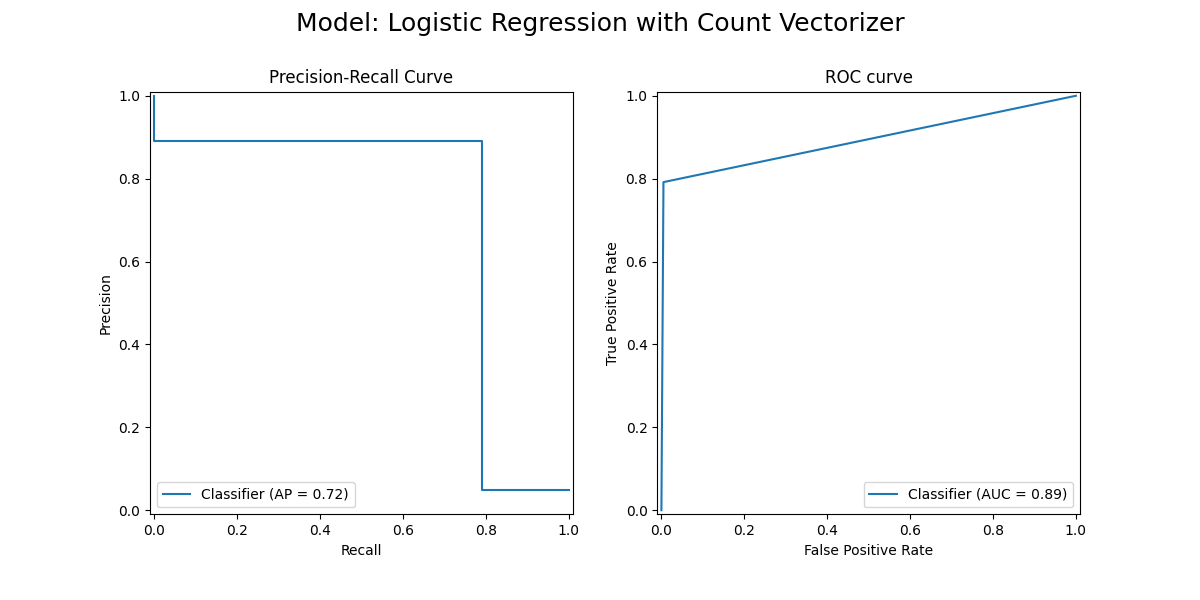 Model: Logistic Regression with Count Vectorizer
Precision-Recall Curve
1.0
0.8
0.6
0.4
0.2
0.0
Precision
Classifier (AP = 0.72)
0.0 0.2 0.4 0.6 0.8 1.0
Recall
ROC curve
1.0
0.8
0.6
0.4
0.2
0.0
True Positive Rate
Classifier (AUC = 0.89)
0.0 0.2 0.4 0.6 0.8 1.0
False Positive Rate